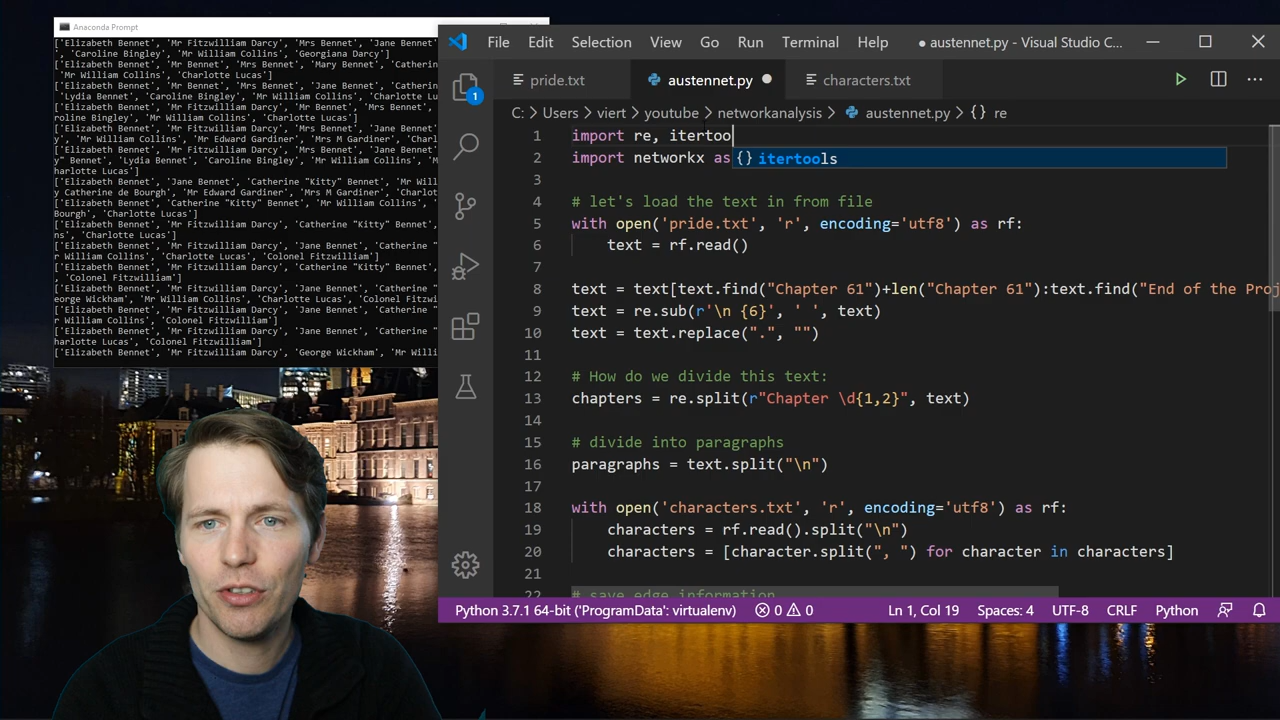 Anaconda Prompt
['Elizabeth Bennet', 'Mr Fitzwilliam Darcy', 'Mrs Bennet', 'Jane Bennet'
, 'Caroline Bingley', 'Mr William Collins', 'Georgiana Darcy']
['Elizabeth Bennet', 'Mr Bennet', 'Mrs Bennet', 'Mary Bennet', 'Catherin
'Mr William Collins', 'Charlotte Lucas']
['Elizabeth Bennet', 'Mr Bennet', 'Mrs Bennet', 'Jane Bennet', 'Catherin
'Lydia Bennet', 'Caroline Bingley', 'Mr William Collins', 'Charlotte Luc
['Elizabeth Bennet', 'Mr Fitzwilliam Darcy', 'Mr Bennet', 'Mrs Bennet',
roline Bingley', 'Mr William Collins', 'Charlotte Lucas']
['Elizabeth Bennet', 'Mr Fitzwilliam Darcy', 'Mrs Bennet', 'Jane Bennet'
y', 'Mr William Collins', 'Mr Edward Gardiner', 'Mrs M Gardiner', 'Charl
['Elizabeth Bennet', 'Mr Fitzwilliam Darcy', 'Mrs Bennet', 'Jane Bennet'
y" Bennet', 'Lydia Bennet', 'Caroline Bingley', 'Mr William Collins', 'M
harlotte Lucas']
['Elizabeth Bennet', 'Jane Bennet', 'Catherine "Kitty" Bennet', 'Mr Will
y Catherine de Bourgh', 'Mr Edward Gardiner', 'Mrs M Gardiner', 'Charlot
['Elizabeth Bennet', 'Catherine "Kitty" Bennet', 'Mr William Collins', '
Bourgh', 'Charlotte Lucas']
['Elizabeth Bennet', 'Mr Fitzwilliam Darcy', 'Catherine "Kitty" Bennet',
ns', 'Charlotte Lucas']
['Elizabeth Bennet', 'Mr Fitzwilliam Darcy', 'Jane Bennet', 'Catherine "
r William Collins', 'Charlotte Lucas', 'Colonel Fitzwilliam']
['Elizabeth Bennet', 'Mr Fitzwilliam Darcy', 'Catherine "Kitty" Bennet',
, 'Colonel Fitzwilliam']
['Elizabeth Bennet', 'Mr Fitzwilliam Darcy', 'Jane Bennet', 'Catherine "
eorge Wickham', 'Mr William Collins', 'Charlotte Lucas', 'Colonel Fitzwi
['Elizabeth Bennet', 'Mr Fitzwilliam Darcy', 'Jane Bennet', 'Catherine "
r William Collins', 'Colonel Fitzwilliam']
['Elizabeth Bennet', 'Mr Fitzwilliam Darcy', 'Jane Bennet', 'Catherine "
harlotte Lucas', 'Colonel Fitzwilliam']
['Elizabeth Bennet', 'Mr Fitzwilliam Darcy', 'George Wickham', 'Mr Willi
File Edit Selection View Go Run Terminal Help ● austennet.py - Visual Studio C...
pride.txt austennet.py ● characters.txt
C: > Users > viert > youtube > networkanalysis > austennet.py > {} re
1 import re, itertoo
{} itertools
2 import networkx as
3
4 # let's load the text in from file
5 with open('pride.txt', 'r', encoding='utf8') as rf:
6 text = rf.read()
7
8 text = text[text.find("Chapter 61")+len("Chapter 61"):text.find("End of the Proj
9 text = re.sub(r'\n {6}', ' ', text)
10 text = text.replace(".", "")
11
12 # How do we divide this text:
13 chapters = re.split(r"Chapter \d{1,2}", text)
14
15 # divide into paragraphs
16 paragraphs = text.split("\n")
17
18 with open('characters.txt', 'r', encoding='utf8') as rf:
19 characters = rf.read().split("\n")
20 characters = [character.split(", ") for character in characters]
21
22 # save edge information
1
Python 3.7.1 64-bit ('ProgramData': virtualenv) 0 0 Ln 1, Col 19 Spaces: 4 UTF-8 CRLF Python